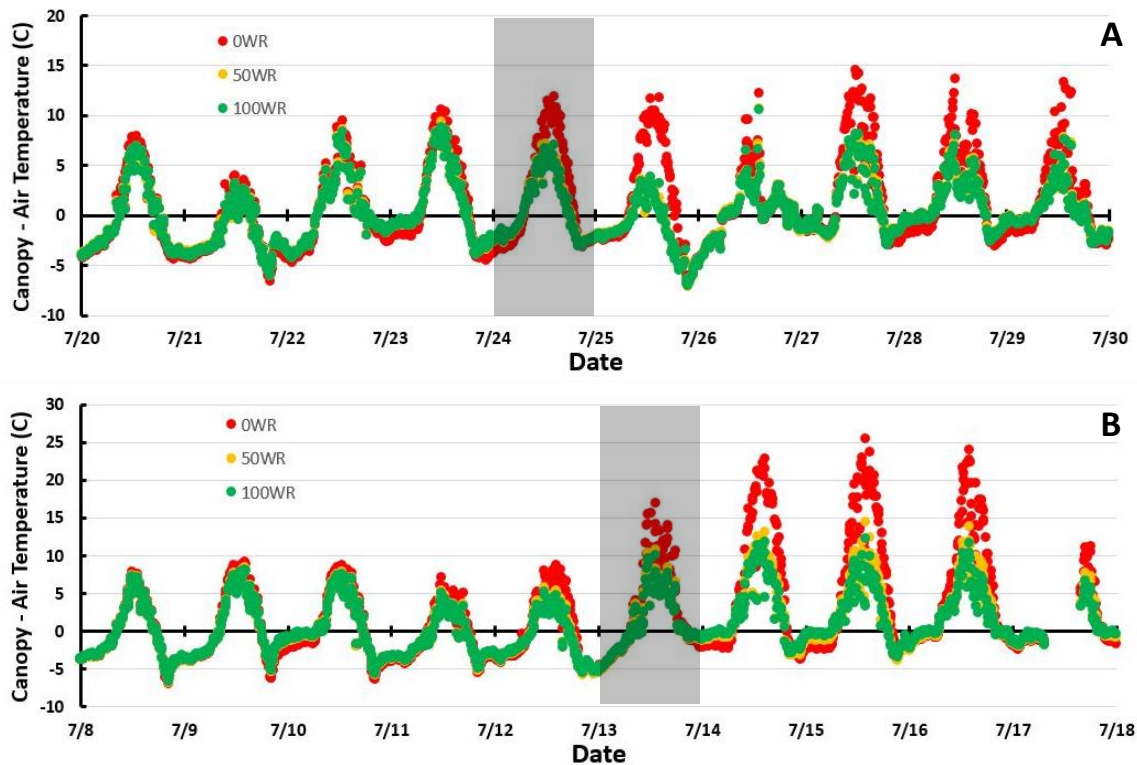 A
Canopy - Air Temperature (C)
20
15
10
5
0
-5
-10
0WR
50WR
100WR
7/20 7/21 7/22 7/23 7/24 7/25 7/26 7/27 7/28 7/29 7/30
Date
B
Canopy - Air Temperature (C)
30
25
20
15
10
5
0
-5
-10
0WR
50WR
100WR
7/8 7/9 7/10 7/11 7/12 7/13 7/14 7/15 7/16 7/17 7/18
Date